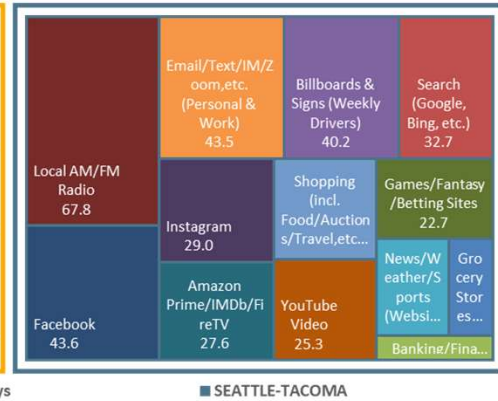 Local AM/FM
Radio
67.8
Facebook
43.6
Email/Text/IM/Z
oom,etc.
(Personal &
Work)
43.5
Billboards &
Signs (Weekly
Drivers)
40.2
Search
(Google,
Bing, etc.)
32.7
Instagram
29.0
Amazon
Prime/IMDb/Fi
reTV
27.6
Shopping
(incl.
Food/Auction
s/Travel,etc...
YouTube
Video
25.3
Games/Fantasy
/Betting Sites
22.7
News/W
eather/S
ports
(Websi...
Gro
cery
Stor
es...
Banking/Fina...
ys
SEATTLE-TACOMA